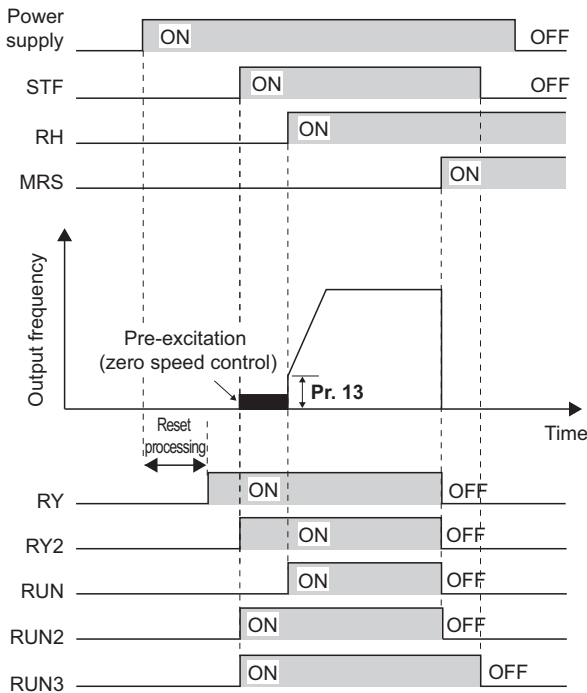 Power
supply
ON
OFF
STF
ON
OFF
RH
ON
MRS
ON
Output frequency
Pre-excitation
(zero speed control)
Pr. 13
Time
Reset
processing
RY
ON
OFF
RY2
ON
OFF
RUN
ON
OFF
RUN2
ON
OFF
RUN3
ON
OFF